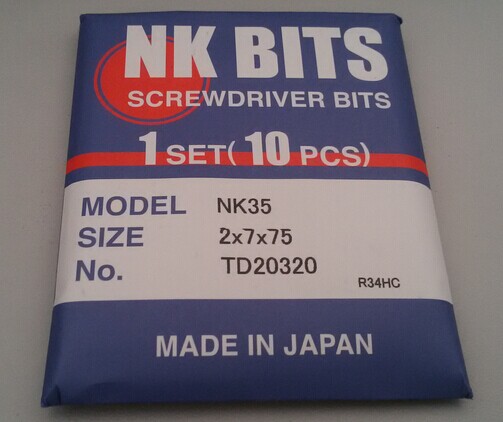 NK BITS
SCREWDRIVER BITS
1 SET( 10 PCS)
MODEL NK35
SIZE 2x7x75
No. TD20320
R34HC
MADE IN JAPAN